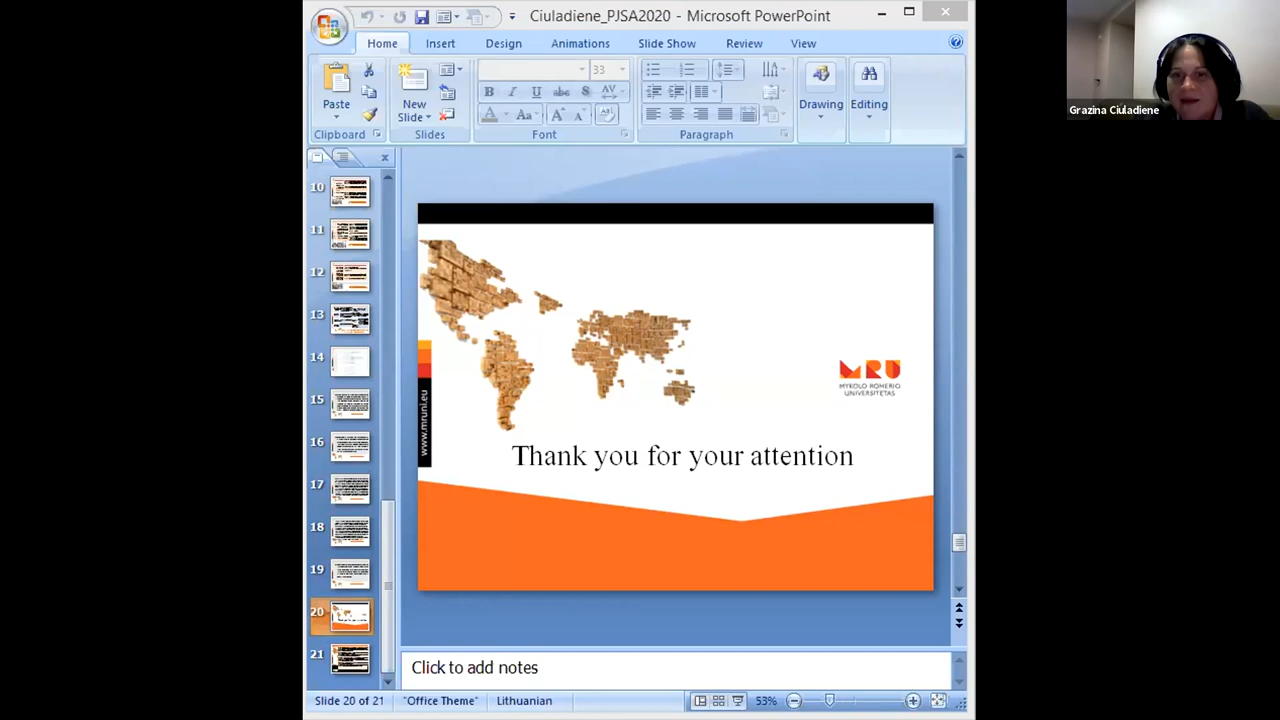 Ciuladiene_PJSA2020 - Microsoft PowerPoint
Home Insert Design Animations Slide Show Review View
33
Paste
New
Slide
Drawing
Editing
Clipboard Slides Font Paragraph
10
11
12
13
14
15
16
17
18
19
20
21
www.mruni.eu
MRU
MYKOLO ROMERIO
UNIVERSITETAS
Thank you for your attention
Click to add notes
Slide 20 of 21 "Office Theme" Lithuanian 53%
Grazina Ciuladiene